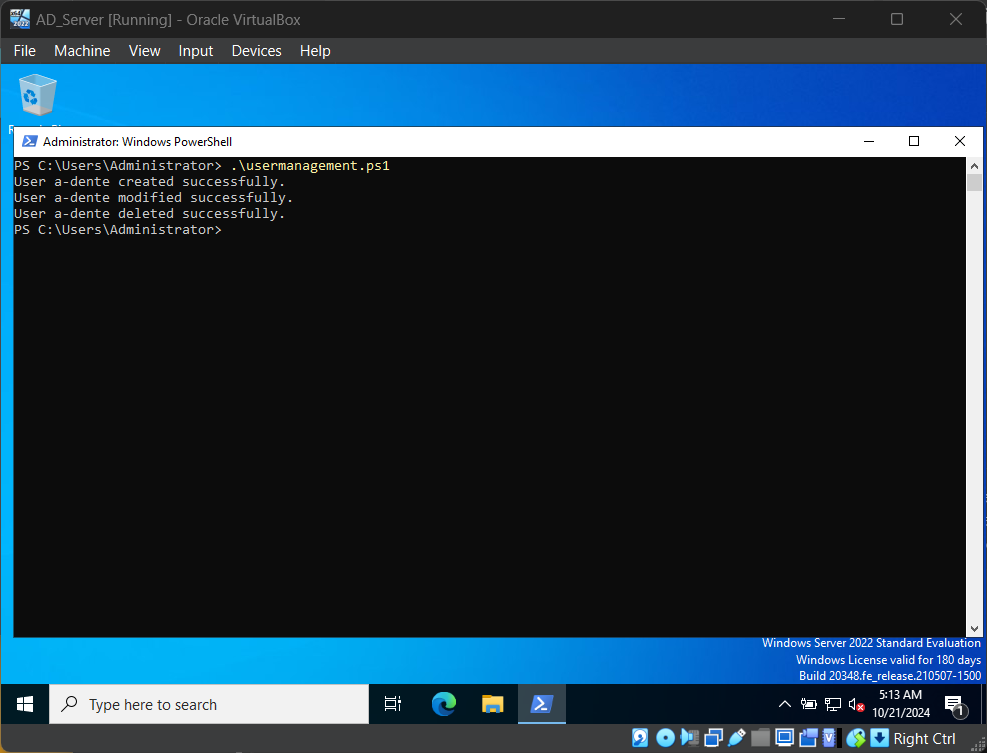 AD_Server [Running] - Oracle VirtualBox
File Machine View Input Devices Help
Administrator: Windows PowerShell
PS C:\Users\Administrator> .\usermanagement.ps1
User a-dente created successfully.
User a-dente modified successfully.
User a-dente deleted successfully.
PS C:\Users\Administrator>
Windows Server 2022 Standard Evaluation
Windows License valid for 180 days
Build 20348.fe_release.210507-1500
Type here to search
5:13 AM
10/21/2024
1
Right Ctrl